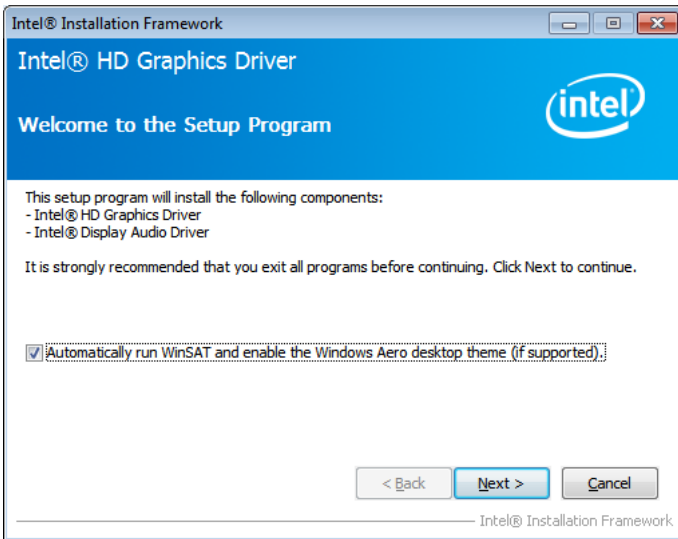 Intel® Installation Framework
Intel® HD Graphics Driver
intel
Welcome to the Setup Program
This setup program will install the following components:
- Intel® HD Graphics Driver
- Intel® Display Audio Driver
It is strongly recommended that you exit all programs before continuing. Click Next to continue.
Automatically run WinSAT and enable the Windows Aero desktop theme (if supported).
< Back
Next >
Cancel
Intel® Installation Framework